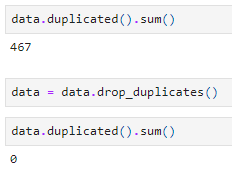 data.duplicated().sum()
467
data = data.drop_duplicates()
data.duplicated().sum()
0